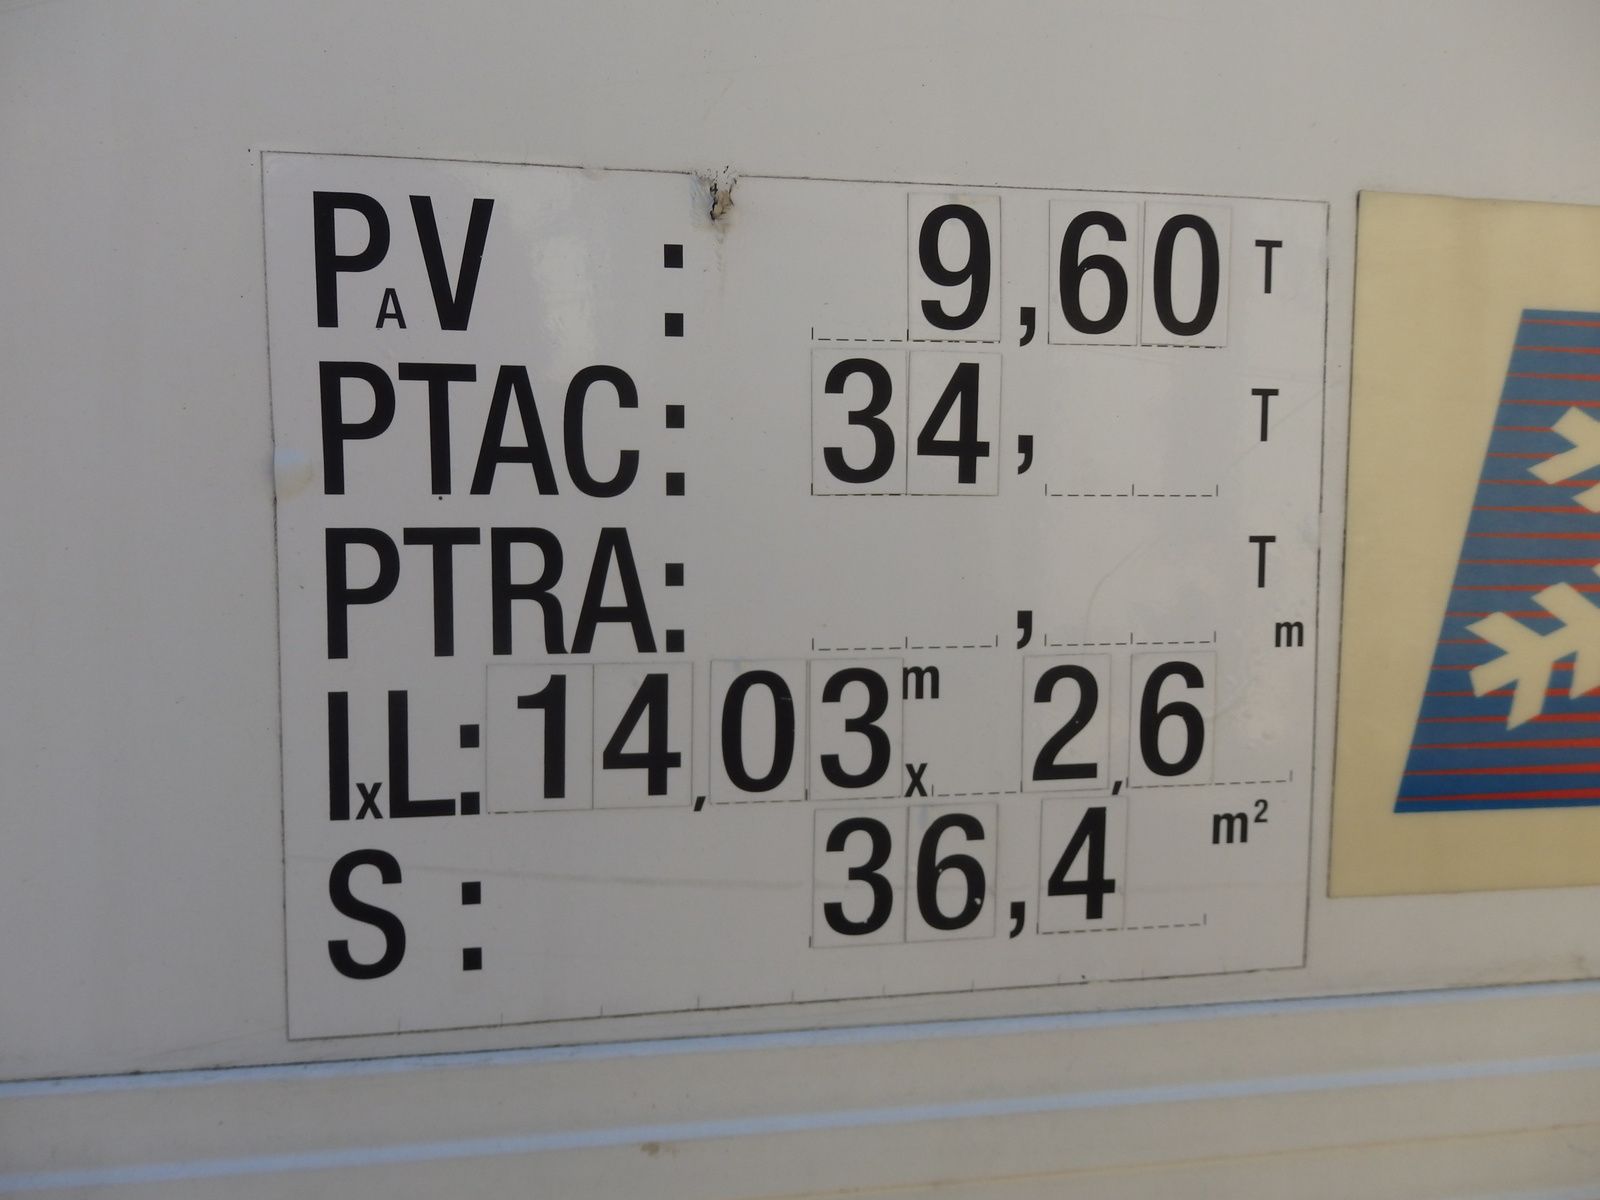 PAV : 9,60 T
PTAC: 34, T
PTRA: , T
IxL: 14,03 m x 2,6 m
S : 36,4 m²